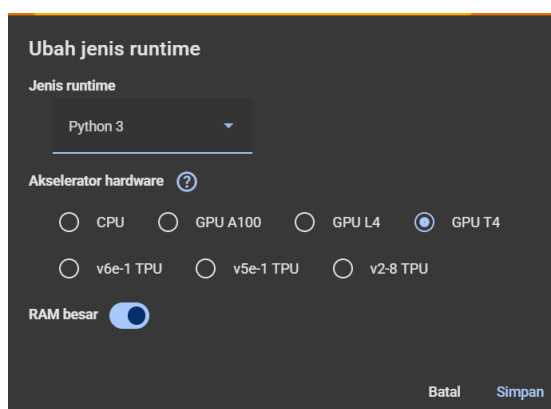 Ubah jenis runtime
Jenis runtime
Python 3
Akselerator hardware ?
CPU GPU A100 GPU L4 GPU T4
v6e-1 TPU v5e-1 TPU v2-8 TPU
RAM besar
Batal Simpan